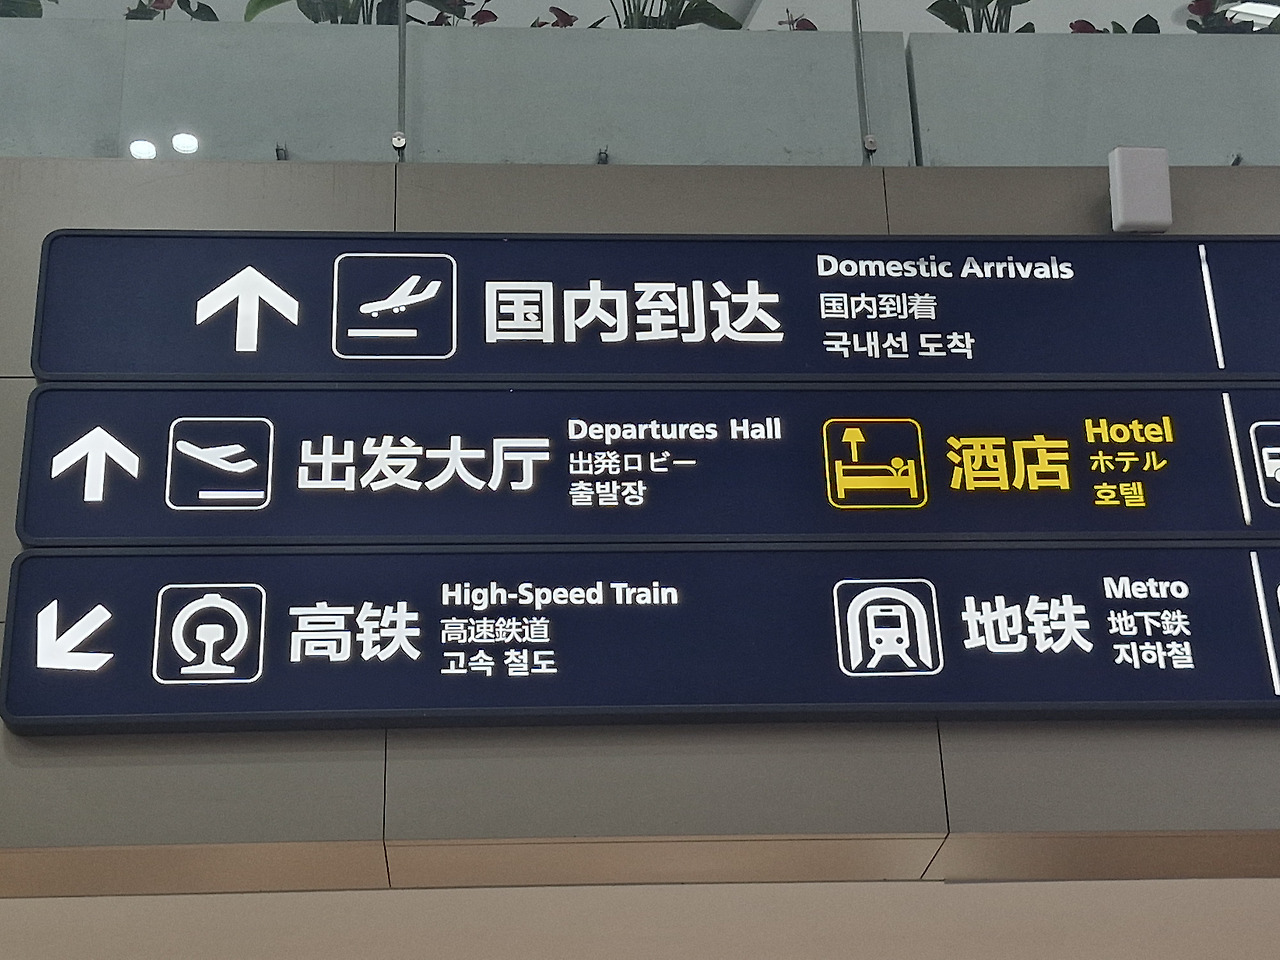 国内到达
Domestic Arrivals
国内到着
국내선 도착
出发大厅
Departures Hall
出発ロビー
출발장
酒店
Hotel
ホテル
호텔
高铁
High-Speed Train
高速鉄道
고속 철도
地铁
Metro
地下鉄
지하철